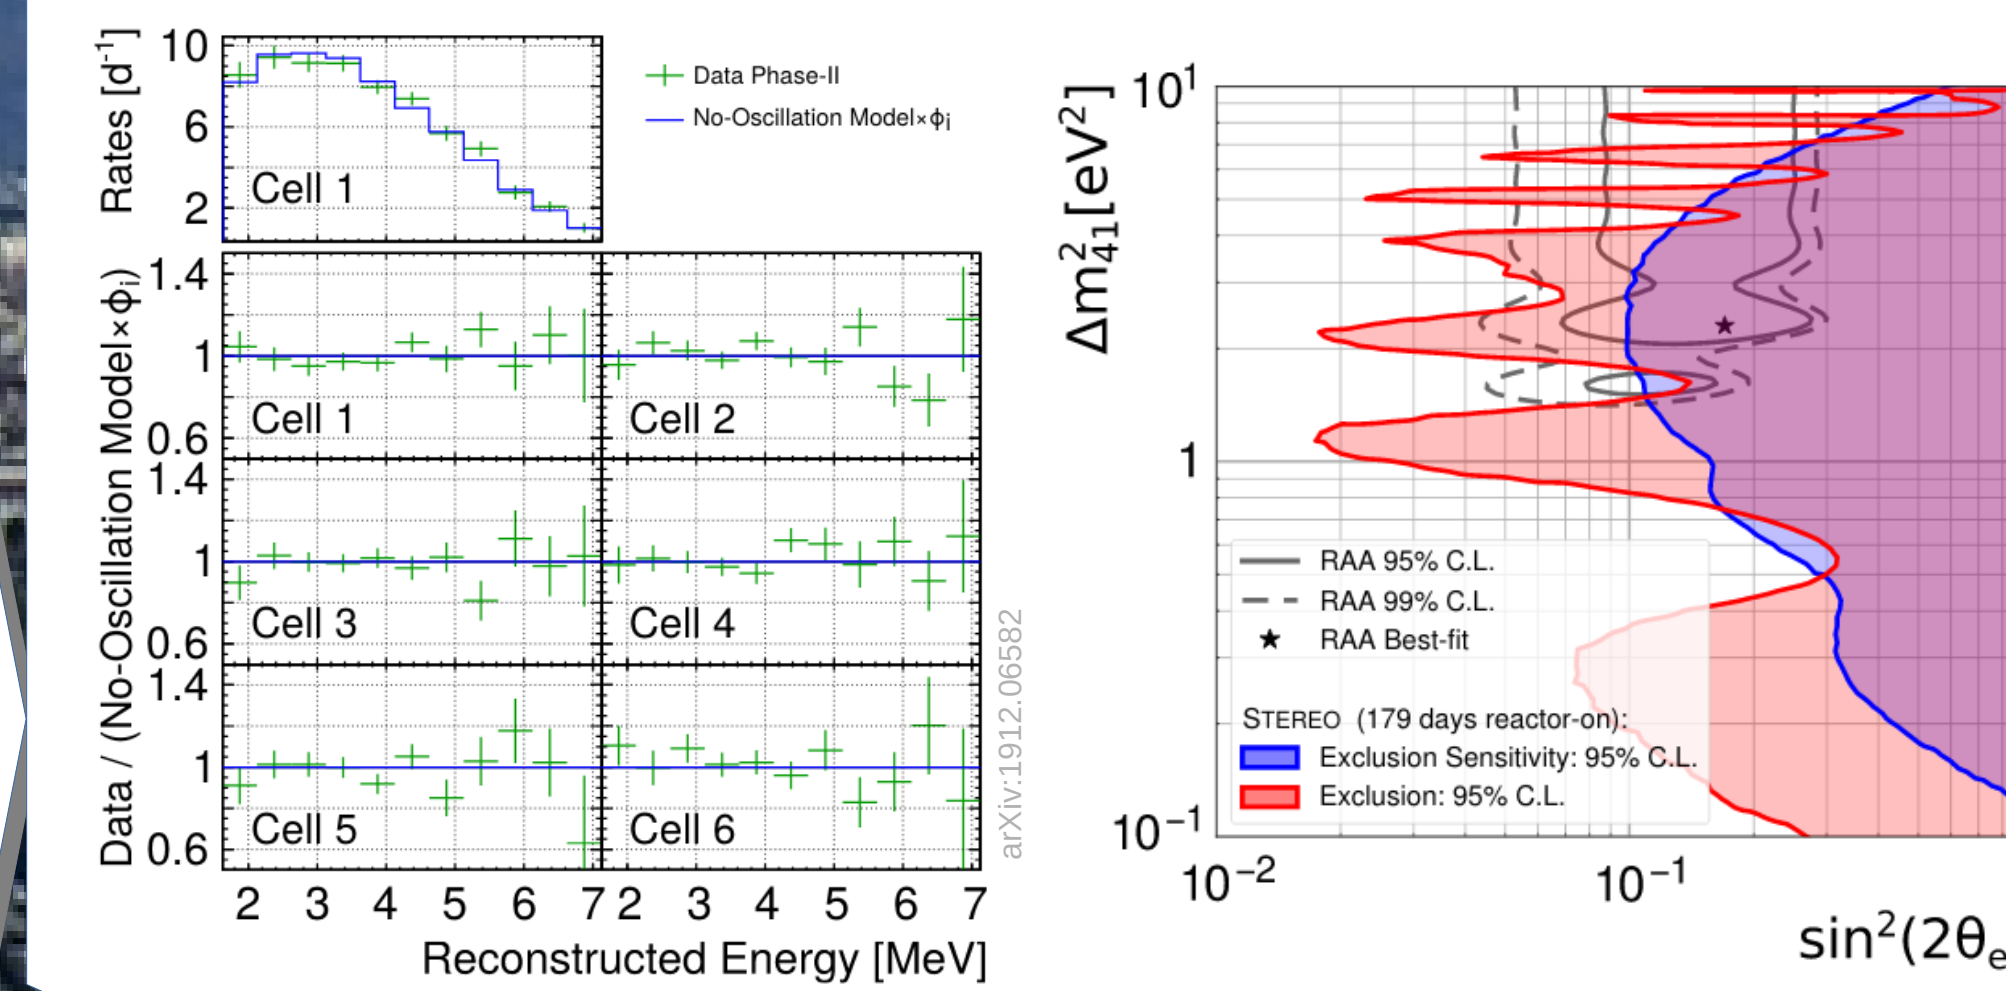 Rates [d⁻¹]
10
6
2
Cell 1
Data Phase-II
No-Oscillation Model×ϕi
Data / (No-Oscillation Model×ϕi)
1.4
1
0.6
Cell 1
Cell 2
1.4
1
0.6
Cell 3
Cell 4
1.4
1
0.6
Cell 5
Cell 6
2 3 4 5 6 7 2 3 4 5 6 7
Reconstructed Energy [MeV]
arXiv:1912.06582
Δm²₄₁[eV²]
10¹
1
10⁻¹
RAA 95% C.L.
RAA 99% C.L.
RAA Best-fit
STEREO (179 days reactor-on):
Exclusion Sensitivity: 95% C.L.
Exclusion: 95% C.L.
10⁻² 10⁻¹
sin²(2θe